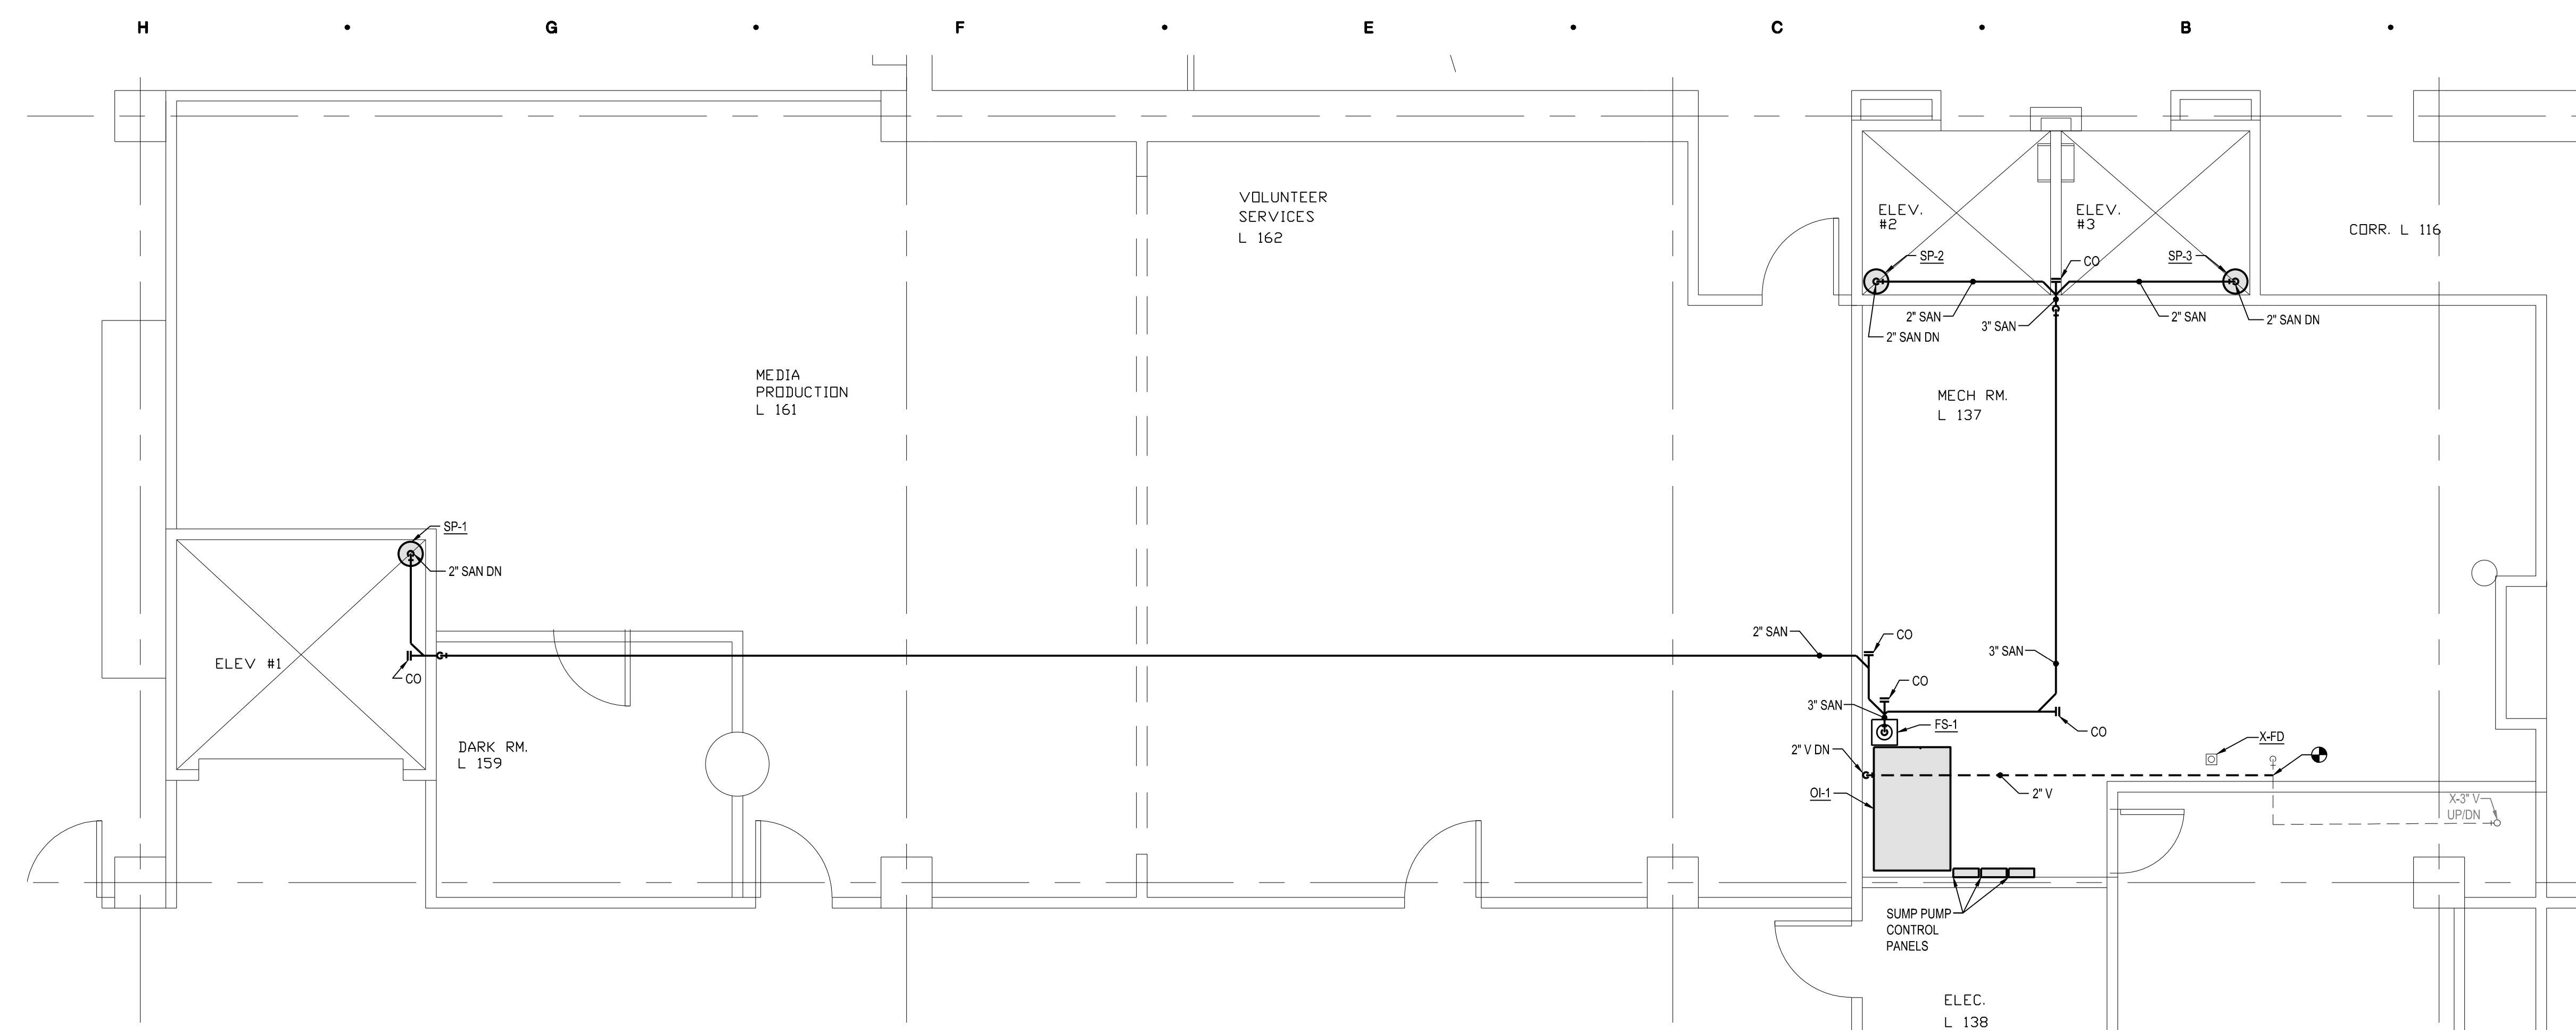 H G F E C B
VOLUNTEER
SERVICES
L 162
ELEV.
#2
ELEV.
#3
CORR. L 116
SP-2
CO
SP-3
2" SAN
3" SAN
2" SAN
2" SAN DN
2" SAN DN
MEDIA
PRODUCTION
L 161
MECH RM.
L 137
SP-1
2" SAN DN
ELEV #1
CO
2" SAN
CO
3" SAN
CO
3" SAN
FS-1
CO
DARK RM.
L 159
2" V DN
X-FD
OI-1
2" V
X-3" V
UP/DN
SUMP PUMP
CONTROL
PANELS
ELEC.
L 138